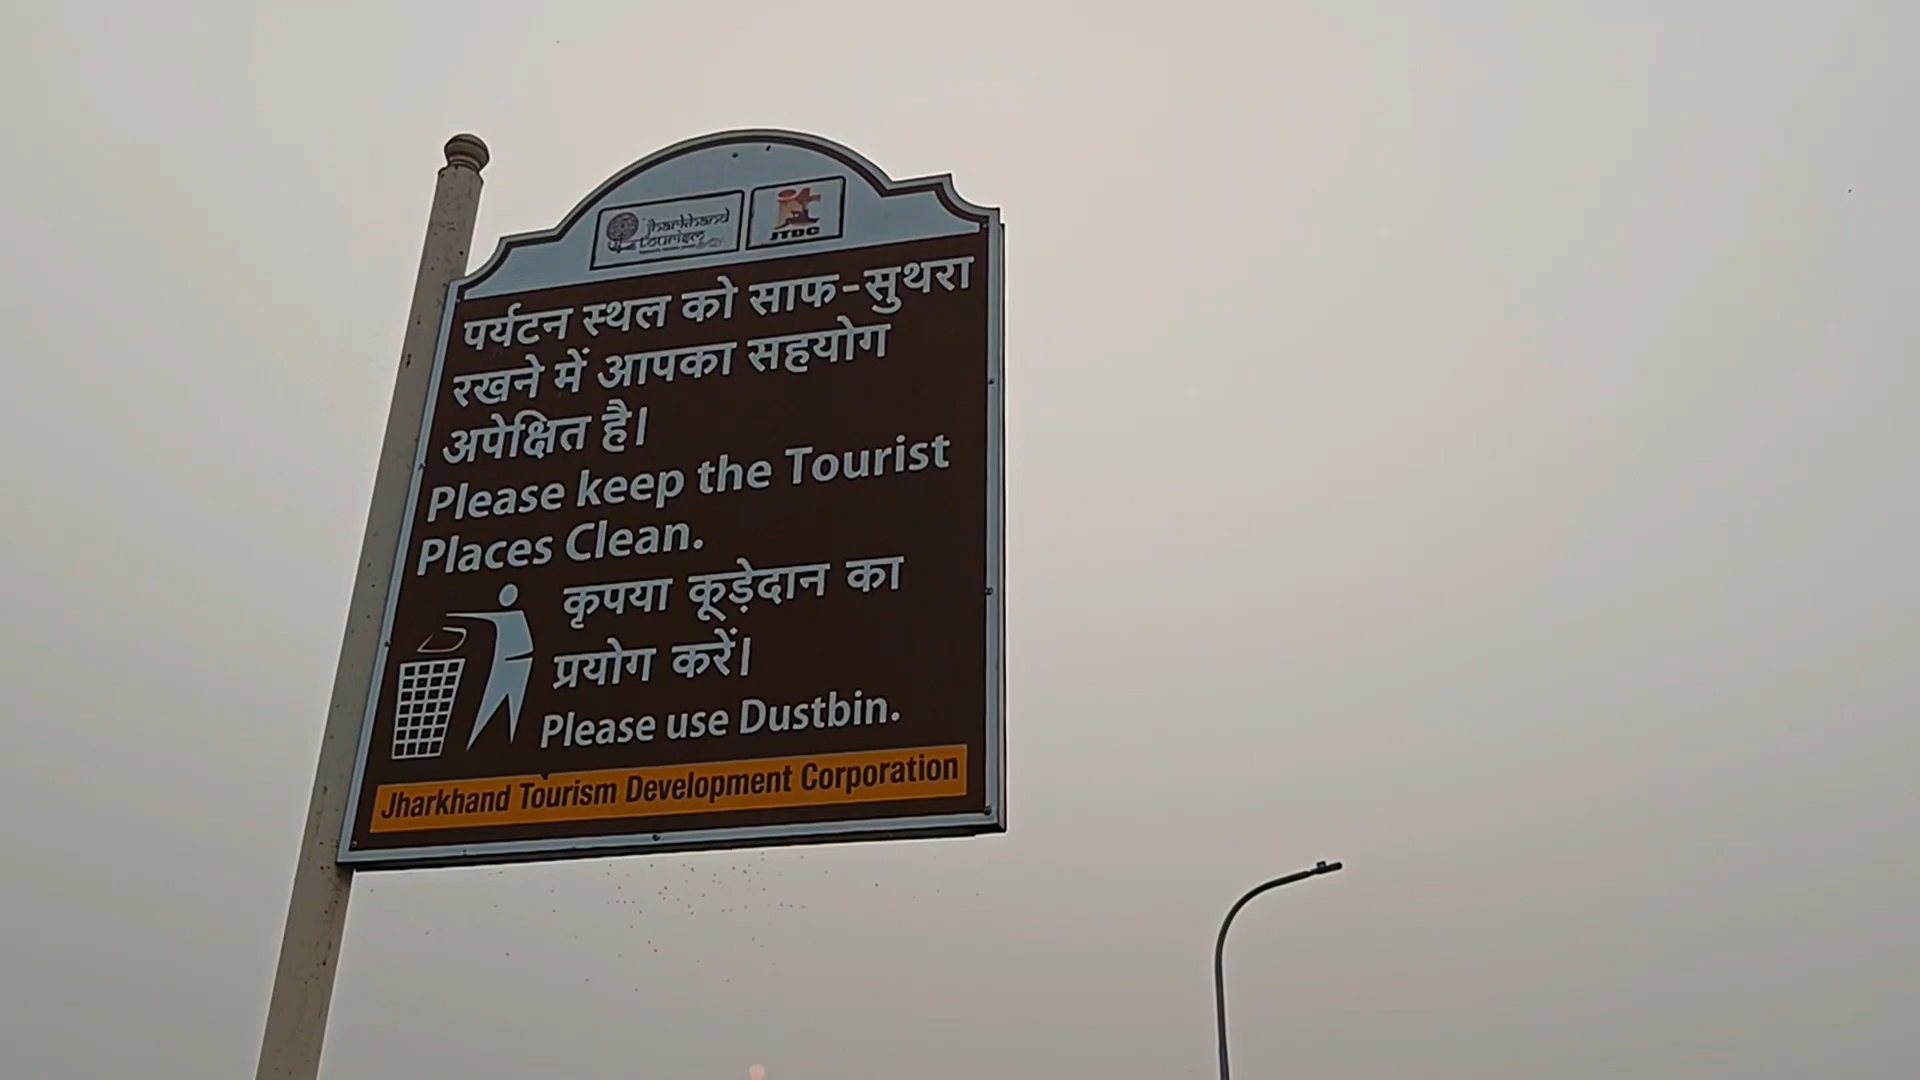 jharkhand
tourism
JTDC
पर्यटन स्थल को साफ-सुथरा
रखने में आपका सहयोग
अपेक्षित है।
Please keep the Tourist
Places Clean.
कृपया कूड़ेदान का
प्रयोग करें।
Please use Dustbin.
Jharkhand Tourism Development Corporation